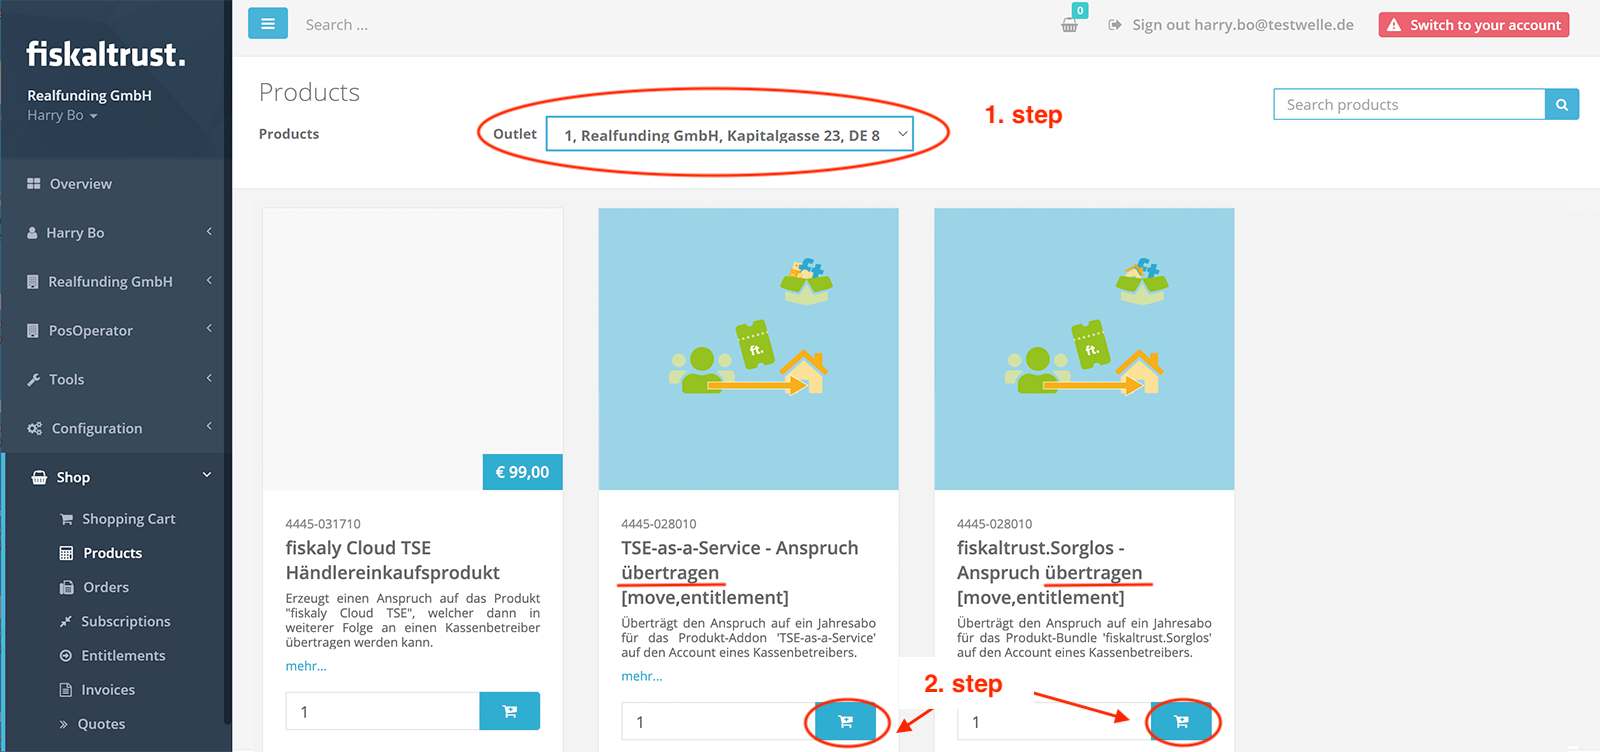 fiskaltrust.
Realfunding GmbH
Harry Bo
Overview
Harry Bo
Realfunding GmbH
PosOperator
Tools
Configuration
Shop
Shopping Cart
Products
Orders
Subscriptions
Entitlements
Invoices
Quotes
Search ...
0
Sign out harry.bo@testwelle.de
Switch to your account
Products
Products
Outlet
1, Realfunding GmbH, Kapitalgasse 23, DE 8
1. step
Search products
€ 99,00
4445-031710
fiskaly Cloud TSE
Händlereinkaufsprodukt
Erzeugt einen Anspruch auf das Produkt
"fiskaly Cloud TSE", welcher dann in
weiterer Folge an einen Kassenbetreiber
übertragen werden kann.
mehr...
1
ft.
4445-028010
TSE-as-a-Service - Anspruch
übertragen
[move,entitlement]
Überträgt den Anspruch auf ein Jahresabo
für das Produkt-Addon 'TSE-as-a-Service'
auf den Account eines Kassenbetreibers.
mehr...
1
ft.
4445-028010
fiskaltrust.Sorglos -
Anspruch übertragen
[move,entitlement]
Überträgt den Anspruch auf ein Jahresabo
für das Produkt-Bundle 'fiskaltrust.Sorglos'
auf den Account eines Kassenbetreibers.
2. step
1